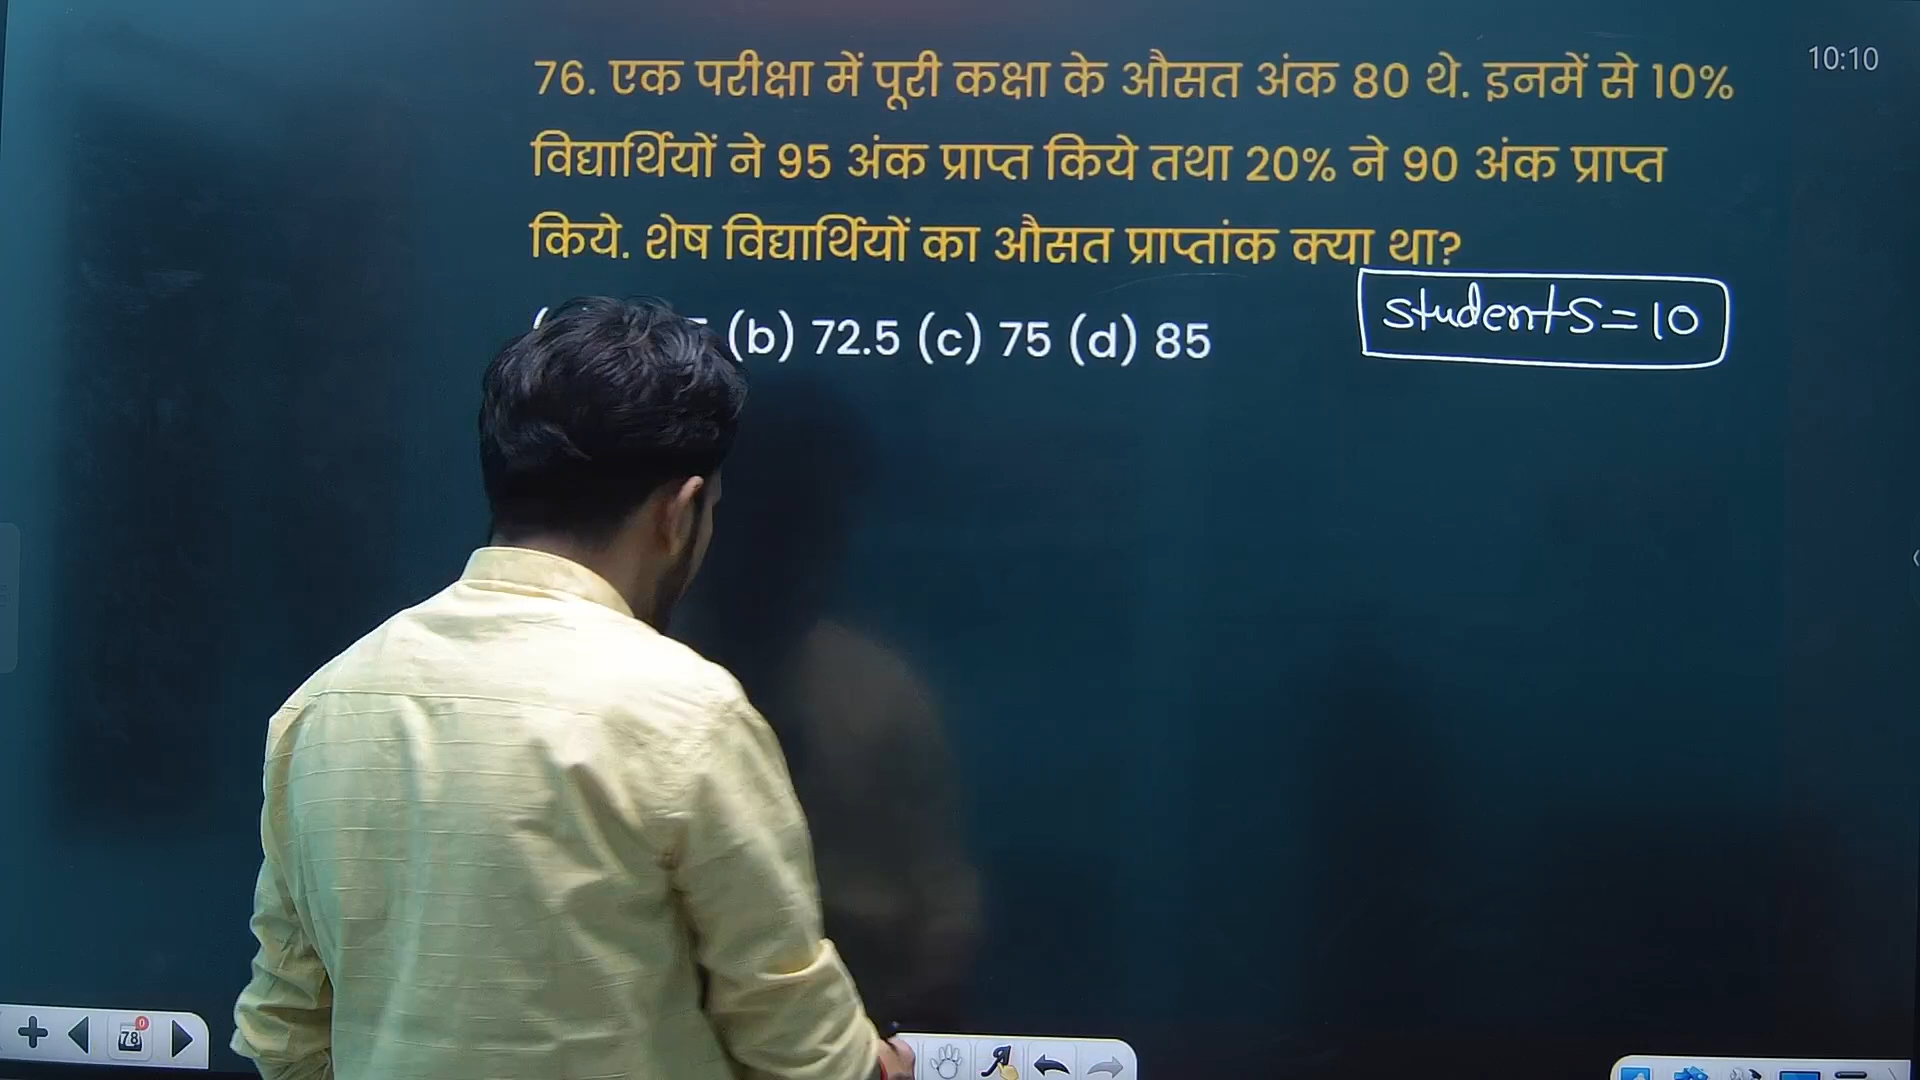 76. एक परीक्षा में पूरी कक्षा के औसत अंक 80 थे. इनमें से 10%
विद्यार्थियों ने 95 अंक प्राप्त किये तथा 20% ने 90 अंक प्राप्त
किये. शेष विद्यार्थियों का औसत प्राप्तांक क्या था?
(b) 72.5 (c) 75 (d) 85
students = 10
10:10
78
0